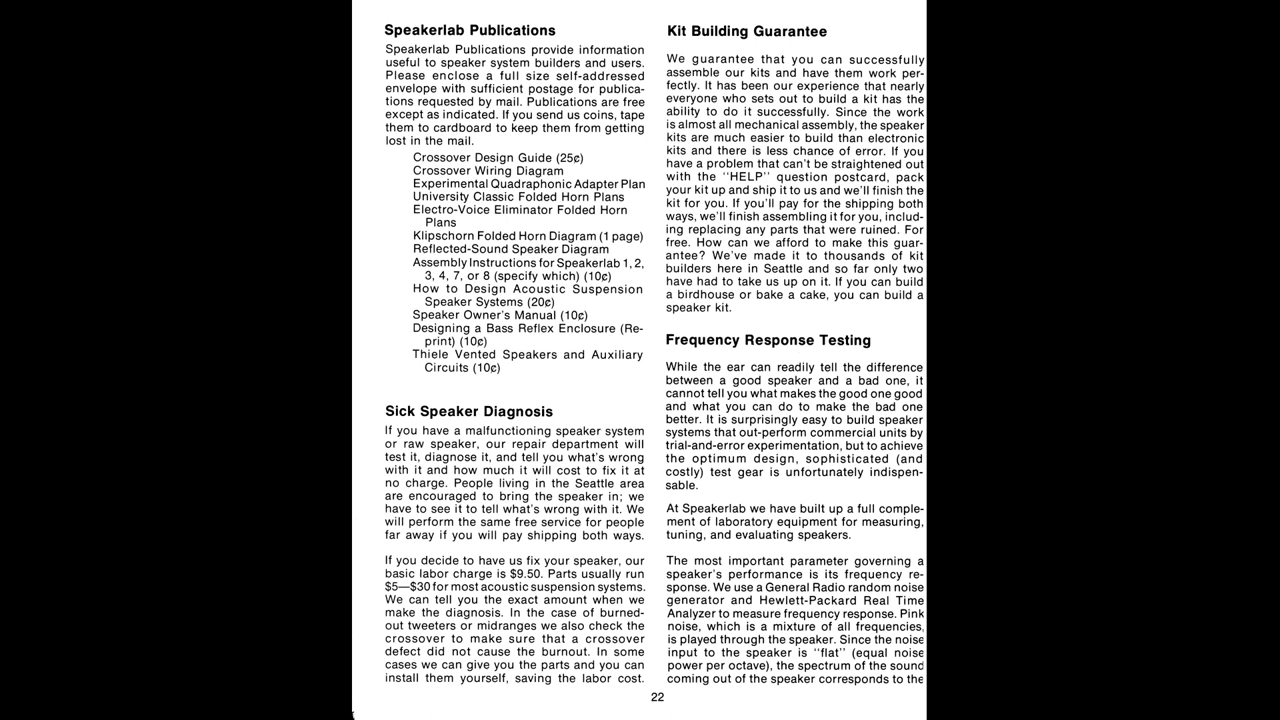 Speakerlab Publications
Speakerlab Publications provide information
useful to speaker system builders and users.
Please enclose a full size self-addressed
envelope with sufficient postage for publica-
tions requested by mail. Publications are free
except as indicated. If you send us coins, tape
them to cardboard to keep them from getting
lost in the mail.
Crossover Design Guide (25¢)
Crossover Wiring Diagram
Experimental Quadraphonic Adapter Plan
University Classic Folded Horn Plans
Electro-Voice Eliminator Folded Horn
Plans
Klipschorn Folded Horn Diagram (1 page)
Reflected-Sound Speaker Diagram
Assembly Instructions for Speakerlab 1, 2,
3, 4, 7, or 8 (specify which) (10¢)
How to Design Acoustic Suspension
Speaker Systems (20¢)
Speaker Owner's Manual (10¢)
Designing a Bass Reflex Enclosure (Re-
print) (10¢)
Thiele Vented Speakers and Auxiliary
Circuits (10¢)
Sick Speaker Diagnosis
If you have a malfunctioning speaker system
or raw speaker, our repair department will
test it, diagnose it, and tell you what's wrong
with it and how much it will cost to fix it at
no charge. People living in the Seattle area
are encouraged to bring the speaker in; we
have to see it to tell what's wrong with it. We
will perform the same free service for people
far away if you will pay shipping both ways.
If you decide to have us fix your speaker, our
basic labor charge is $9.50. Parts usually run
$5—$30 for most acoustic suspension systems.
We can tell you the exact amount when we
make the diagnosis. In the case of burned-
out tweeters or midranges we also check the
crossover to make sure that a crossover
defect did not cause the burnout. In some
cases we can give you the parts and you can
install them yourself, saving the labor cost.
Kit Building Guarantee
We guarantee that you can successfully
assemble our kits and have them work per-
fectly. It has been our experience that nearly
everyone who sets out to build a kit has the
ability to do it successfully. Since the work
is almost all mechanical assembly, the speaker
kits are much easier to build than electronic
kits and there is less chance of error. If you
have a problem that can't be straightened out
with the "HELP" question postcard, pack
your kit up and ship it to us and we'll finish the
kit for you. If you'll pay for the shipping both
ways, we'll finish assembling it for you, includ-
ing replacing any parts that were ruined. For
free. How can we afford to make this guar-
antee? We've made it to thousands of kit
builders here in Seattle and so far only two
have had to take us up on it. If you can build
a birdhouse or bake a cake, you can build a
speaker kit.
Frequency Response Testing
While the ear can readily tell the difference
between a good speaker and a bad one, it
cannot tell you what makes the good one good
and what you can do to make the bad one
better. It is surprisingly easy to build speaker
systems that out-perform commercial units by
trial-and-error experimentation, but to achieve
the optimum design, sophisticated (and
costly) test gear is unfortunately indispen-
sable.
At Speakerlab we have built up a full comple-
ment of laboratory equipment for measuring,
tuning, and evaluating speakers.
The most important parameter governing a
speaker's performance is its frequency re-
sponse. We use a General Radio random noise
generator and Hewlett-Packard Real Time
Analyzer to measure frequency response. Pink
noise, which is a mixture of all frequencies,
is played through the speaker. Since the noise
input to the speaker is "flat" (equal noise
power per octave), the spectrum of the sound
coming out of the speaker corresponds to the
22